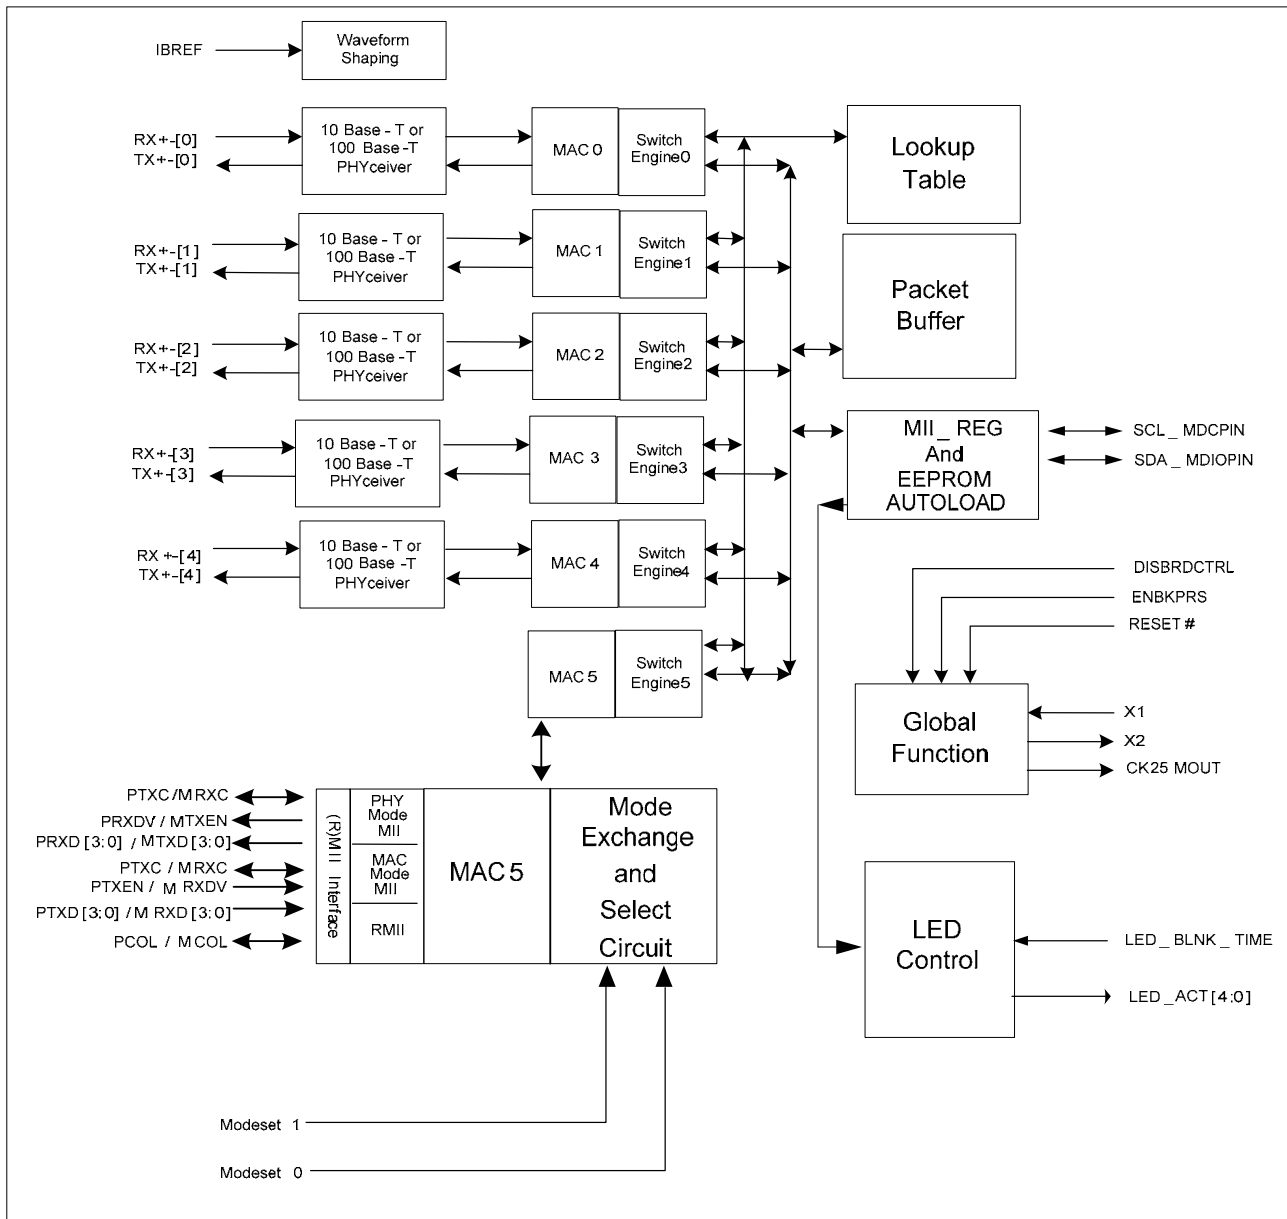 IBREF
Waveform
Shaping
RX+-[0]
TX+-[0]
10 Base - T or
100 Base - T
PHYceiver
MAC 0
Switch
Engine0
Lookup
Table
RX+-[1]
TX+-[1]
10 Base - T or
100 Base - T
PHYceiver
MAC 1
Switch
Engine1
Packet
Buffer
RX+-[2]
TX+-[2]
10 Base - T or
100 Base - T
PHYceiver
MAC 2
Switch
Engine2
RX+-[3]
TX+-[3]
10 Base - T or
100 Base - T
PHYceiver
MAC 3
Switch
Engine3
MII_ REG
And
EEPROM
AUTOLOAD
SCL _ MDCPIN
SDA _ MDIOPIN
RX +-[4]
TX+-[4]
10 Base - T or
100 Base - T
PHYceiver
MAC 4
Switch
Engine4
DISBRDCTRL
ENBKPRS
RESET #
MAC 5
Switch
Engine5
Global
Function
X1
X2
CK25 MOUT
PTXC / MRXC
PRXDV / MTXEN
PRXD [3:0] / MTXD [3:0]
PTXC / MRXC
PTXEN / M RXDV
PTXD [3:0] / M RXD [3:0]
PCOL / MCOL
(R)MII Interface
PHY
Mode
MII
MAC
Mode
MII
RMII
MAC 5
Mode
Exchange
and
Select
Circuit
LED
Control
LED _ BLNK _ TIME
LED _ ACT [4:0]
Modeset 1
Modeset 0